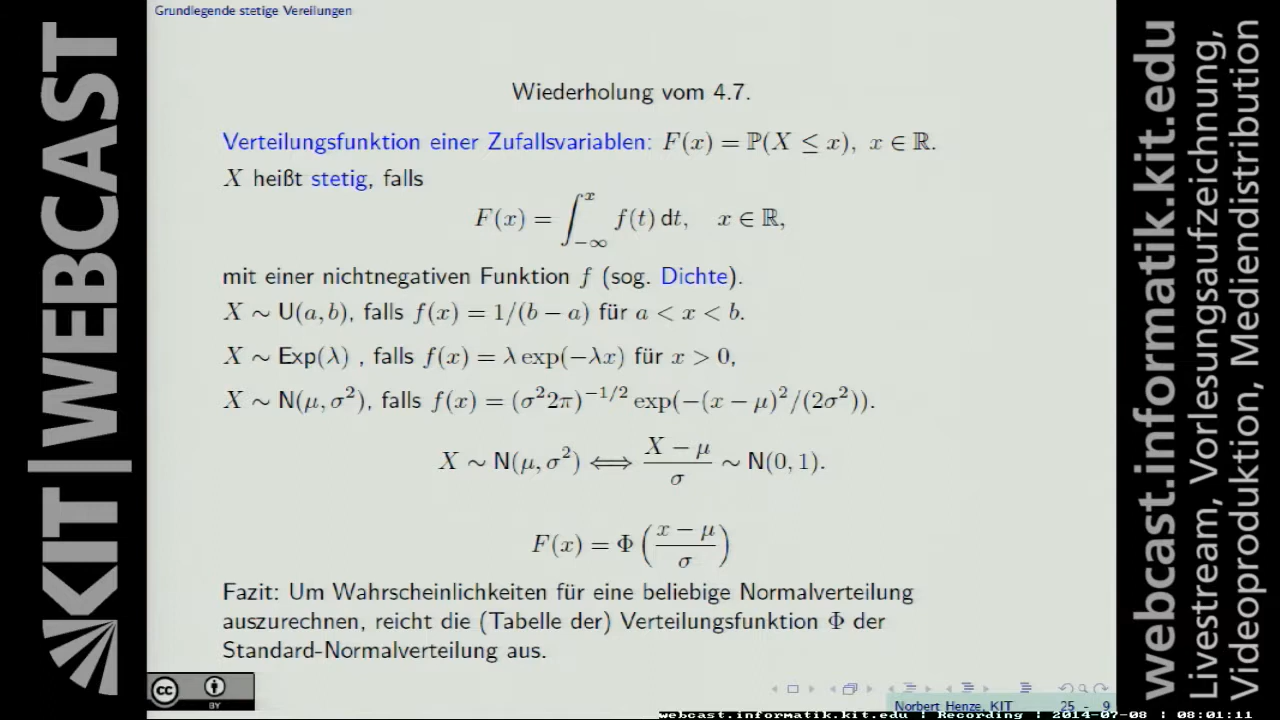 Grundlegende stetige Vereilungen
Wiederholung vom 4.7.
Verteilungsfunktion einer Zufallsvariablen: F(x) = ℙ(X ≤ x), x ∈ ℝ.
X heißt stetig, falls
F(x) = ∫_{−∞}^{x} f(t) dt, x ∈ ℝ,
mit einer nichtnegativen Funktion f (sog. Dichte).
X ∼ U(a, b), falls f(x) = 1/(b − a) für a < x < b.
X ∼ Exp(λ) , falls f(x) = λ exp(−λx) für x > 0,
X ∼ N(μ, σ²), falls f(x) = (σ²2π)^{−1/2} exp(−(x − μ)²/(2σ²)).
X ∼ N(μ, σ²) ⟺ (X − μ)/σ ∼ N(0, 1).
F(x) = Φ((x − μ)/σ)
Fazit: Um Wahrscheinlichkeiten für eine beliebige Normalverteilung
auszurechnen, reicht die (Tabelle der) Verteilungsfunktion Φ der
Standard-Normalverteilung aus.
Norbert Henze, KIT 25 - 9
webcast.informatik.kit.edu | Recording | 2014-07-08 | 08:01:11
cc BY
KIT | WEBCAST
webcast.informatik.kit.edu
Livestream, Vorlesungsaufzeichnung,
Videoproduktion, Mediendistribution